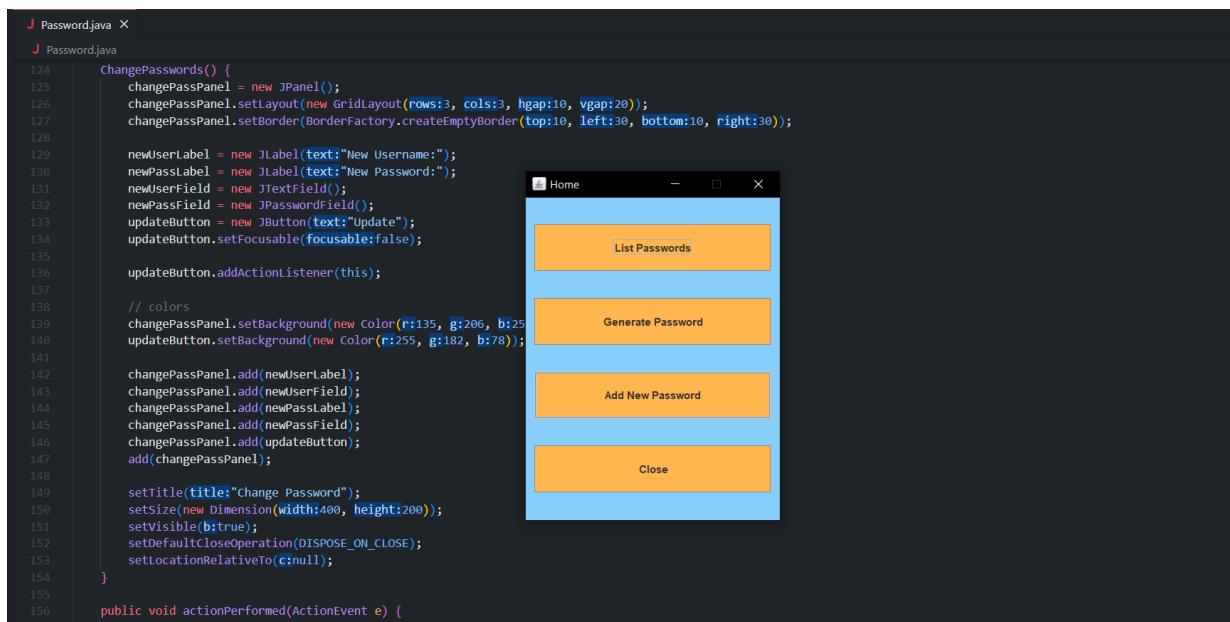 J Password.java ×
J Password.java
124 ChangePasswords() {
125 changePassPanel = new JPanel();
126 changePassPanel.setLayout(new GridLayout(rows:3, cols:3, hgap:10, vgap:20));
127 changePassPanel.setBorder(BorderFactory.createEmptyBorder(top:10, left:30, bottom:10, right:30));
128
129 newUserLabel = new JLabel(text:"New Username:");
130 newPassLabel = new JLabel(text:"New Password:");
131 newUserField = new JTextField();
132 newPassField = new JPasswordField();
133 updateButton = new JButton(text:"Update");
134 updateButton.setFocusable(focusable:false);
135
136 updateButton.addActionListener(this);
137
138 // colors
139 changePassPanel.setBackground(new Color(r:135, g:206, b:25
140 updateButton.setBackground(new Color(r:255, g:182, b:78));
141
142 changePassPanel.add(newUserLabel);
143 changePassPanel.add(newUserField);
144 changePassPanel.add(newPassLabel);
145 changePassPanel.add(newPassField);
146 changePassPanel.add(updateButton);
147 add(changePassPanel);
148
149 setTitle(title:"Change Password");
150 setSize(new Dimension(width:400, height:200));
151 setVisible(b:true);
152 setDefaultCloseOperation(DISPOSE_ON_CLOSE);
153 setLocationRelativeTo(c:null);
154 }
155
156 public void actionPerformed(ActionEvent e) {
Home
List Passwords
Generate Password
Add New Password
Close